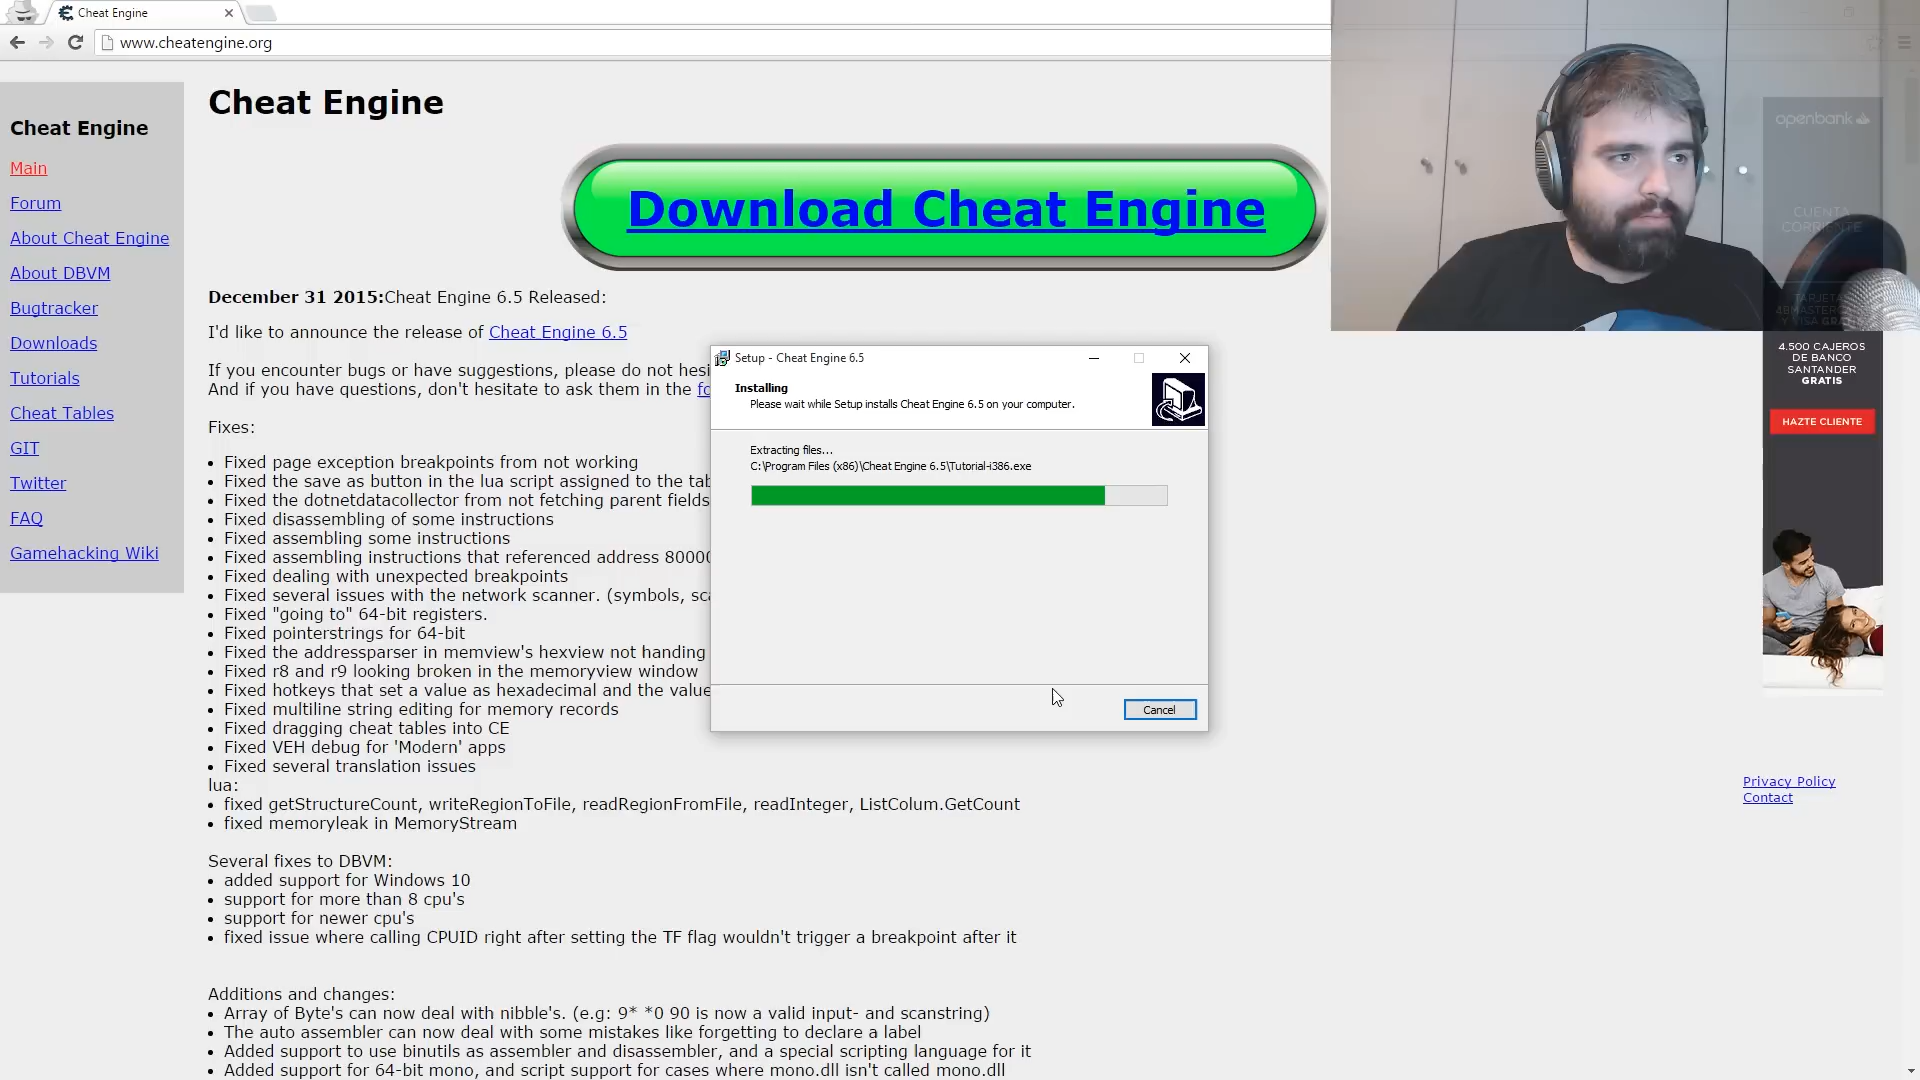 Cheat Engine
www.cheatengine.org
Cheat Engine
Main
Forum
About Cheat Engine
About DBVM
Bugtracker
Downloads
Tutorials
Cheat Tables
GIT
Twitter
FAQ
Gamehacking Wiki
Cheat Engine
Download Cheat Engine
December 31 2015:Cheat Engine 6.5 Released:
I'd like to announce the release of Cheat Engine 6.5
If you encounter bugs or have suggestions, please do not
And if you have questions, don't hesitate to ask them in the
Fixes:
• Fixed page exception breakpoints from not working
• Fixed the save as button in the lua script assigned to the
• Fixed the dotnetdatacollector from not fetching parent fields
• Fixed disassembling of some instructions
• Fixed assembling some instructions
• Fixed assembling instructions that referenced address
• Fixed dealing with unexpected breakpoints
• Fixed several issues with the network scanner. (symbols,
• Fixed "going to" 64-bit registers.
• Fixed pointerstrings for 64-bit
• Fixed the addressparser in memview's hexview not handing
• Fixed r8 and r9 looking broken in the memoryview window
• Fixed hotkeys that set a value as hexadecimal and the value
• Fixed multiline string editing for memory records
• Fixed dragging cheat tables into CE
• Fixed VEH debug for 'Modern' apps
• Fixed several translation issues
lua:
• fixed getStructureCount, writeRegionToFile, readRegionFromFile, readInteger, ListColum.GetCount
• fixed memoryleak in MemoryStream
Several fixes to DBVM:
• added support for Windows 10
• support for more than 8 cpu's
• support for newer cpu's
• fixed issue where calling CPUID right after setting the TF flag wouldn't trigger a breakpoint after it
Additions and changes:
• Array of Byte's can now deal with nibble's. (e.g: 9* *0 90 is now a valid input- and scanstring)
• The auto assembler can now deal with some mistakes like forgetting to declare a label
• Added support to use binutils as assembler and disassembler, and a special scripting language for it
• Added support for 64-bit mono, and script support for cases where mono.dll isn't called mono.dll
Setup - Cheat Engine 6.5
Installing
Please wait while Setup installs Cheat Engine 6.5 on your computer.
Extracting files...
C:\Program Files (x86)\Cheat Engine 6.5\Tutorial-i386.exe
Cancel
openbank
CUENTA
CORRIENTE
4.500 CAJEROS
DE BANCO
SANTANDER
GRATIS
HAZTE CLIENTE
Privacy Policy
Contact